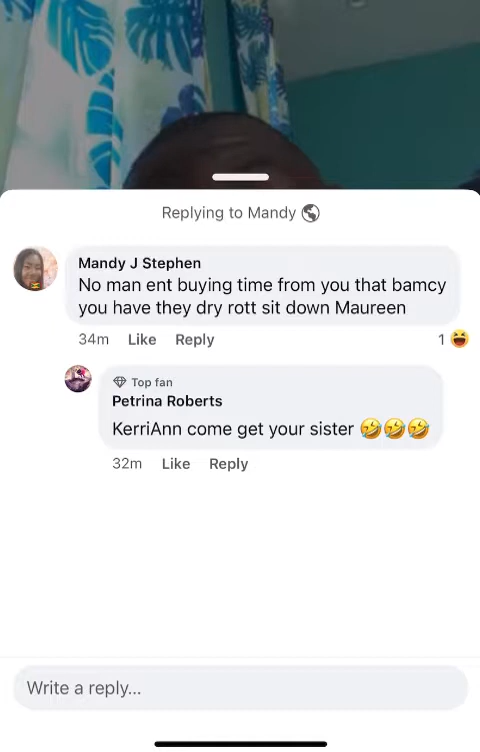 Replying to Mandy
Mandy J Stephen
No man ent buying time from you that bamcy
you have they dry rott sit down Maureen
34m Like Reply 1
Top fan
Petrina Roberts
KerriAnn come get your sister 🤣🤣🤣
32m Like Reply
Write a reply...